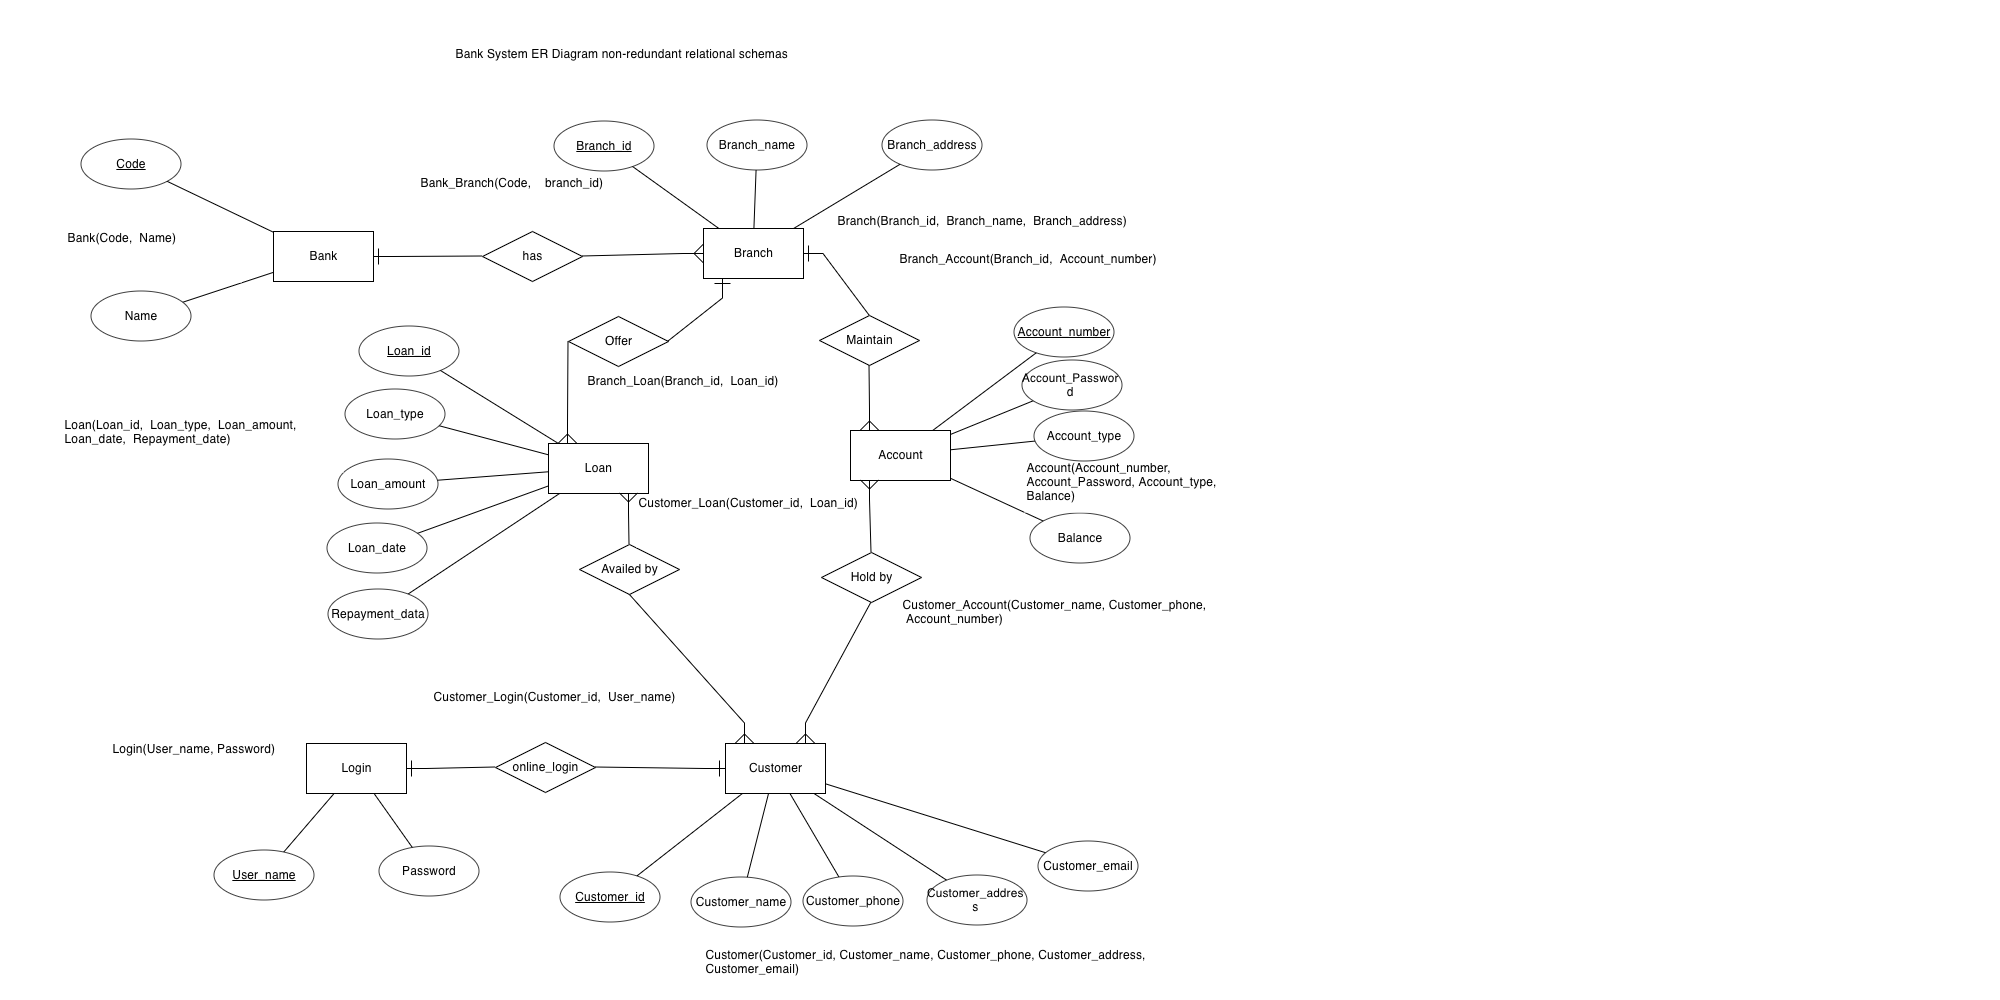 Bank System ER Diagram non-redundant relational schemas
Code
Branch_id
Branch_name
Branch_address
Bank_Branch(Code, branch_id)
Branch(Branch_id, Branch_name, Branch_address)
Bank(Code, Name)
Bank
has
Branch
Branch_Account(Branch_id, Account_number)
Name
Offer
Maintain
Account_number
Loan_id
Branch_Loan(Branch_id, Loan_id)
Account_Passwor
d
Loan_type
Account_type
Loan(Loan_id, Loan_type, Loan_amount,
Loan_date, Repayment_date)
Loan
Account
Account(Account_number,
Account_Password, Account_type,
Balance)
Loan_amount
Customer_Loan(Customer_id, Loan_id)
Loan_date
Balance
Availed by
Hold by
Repayment_data
Customer_Account(Customer_name, Customer_phone,
Account_number)
Customer_Login(Customer_id, User_name)
Login(User_name, Password)
Login
online_login
Customer
User_name
Password
Customer_id
Customer_name
Customer_phone
Customer_addres
s
Customer_email
Customer(Customer_id, Customer_name, Customer_phone, Customer_address,
Customer_email)